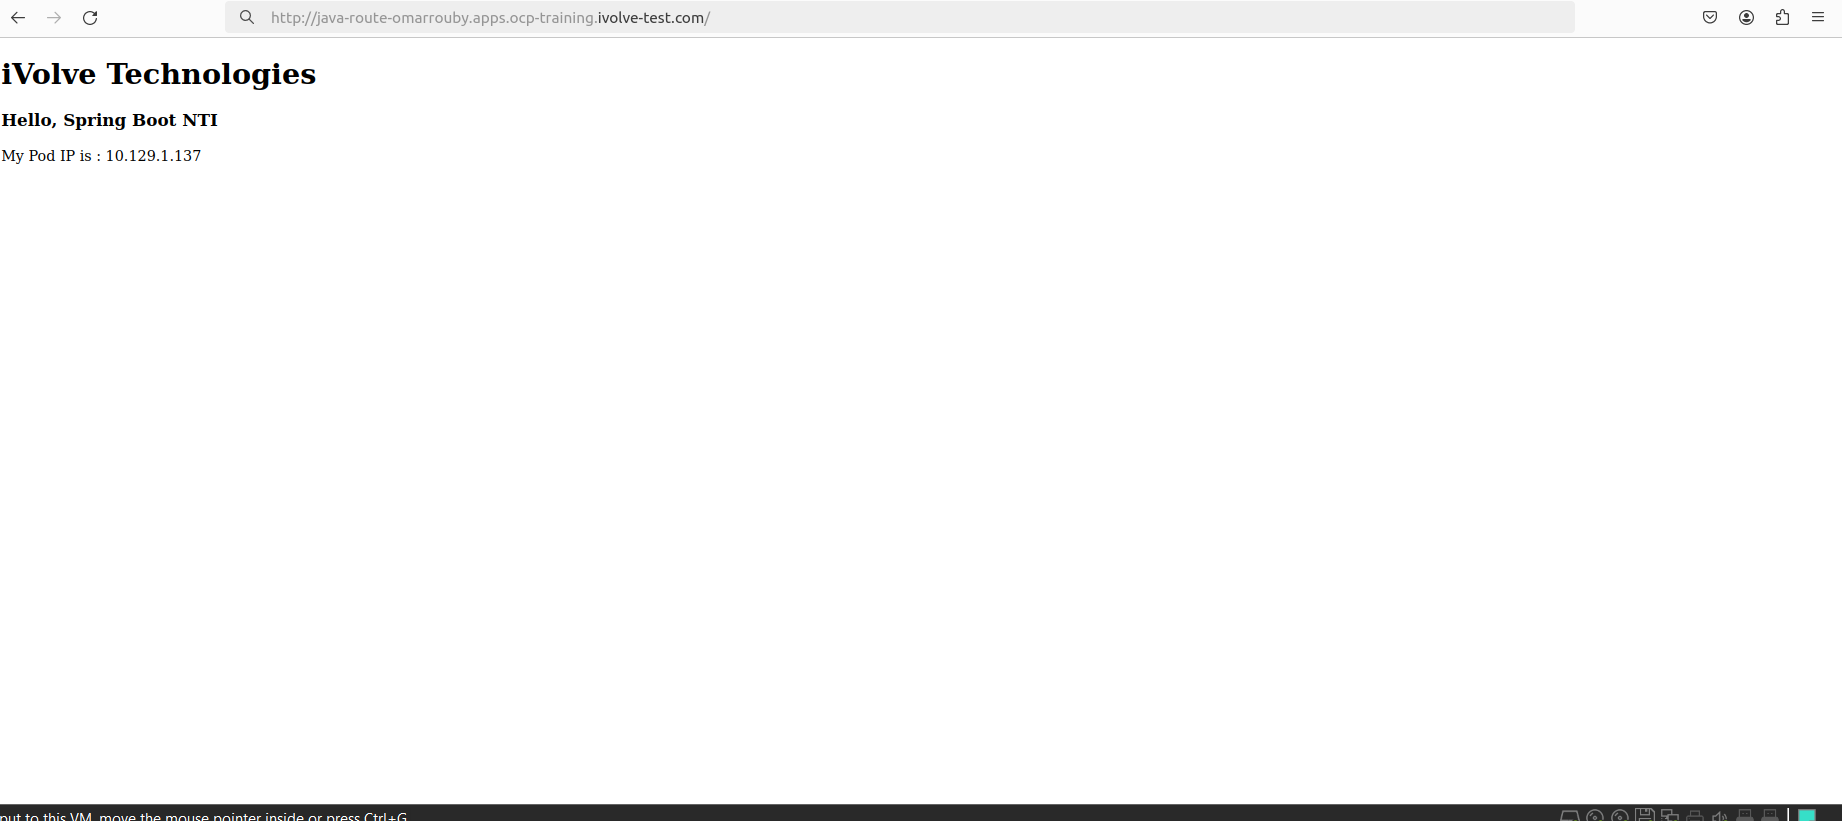 http://java-route-omarrouby.apps.ocp-training.ivolve-test.com/
iVolve Technologies
Hello, Spring Boot NTI
My Pod IP is : 10.129.1.137
put to this VM, move the mouse pointer inside or press Ctrl+G.